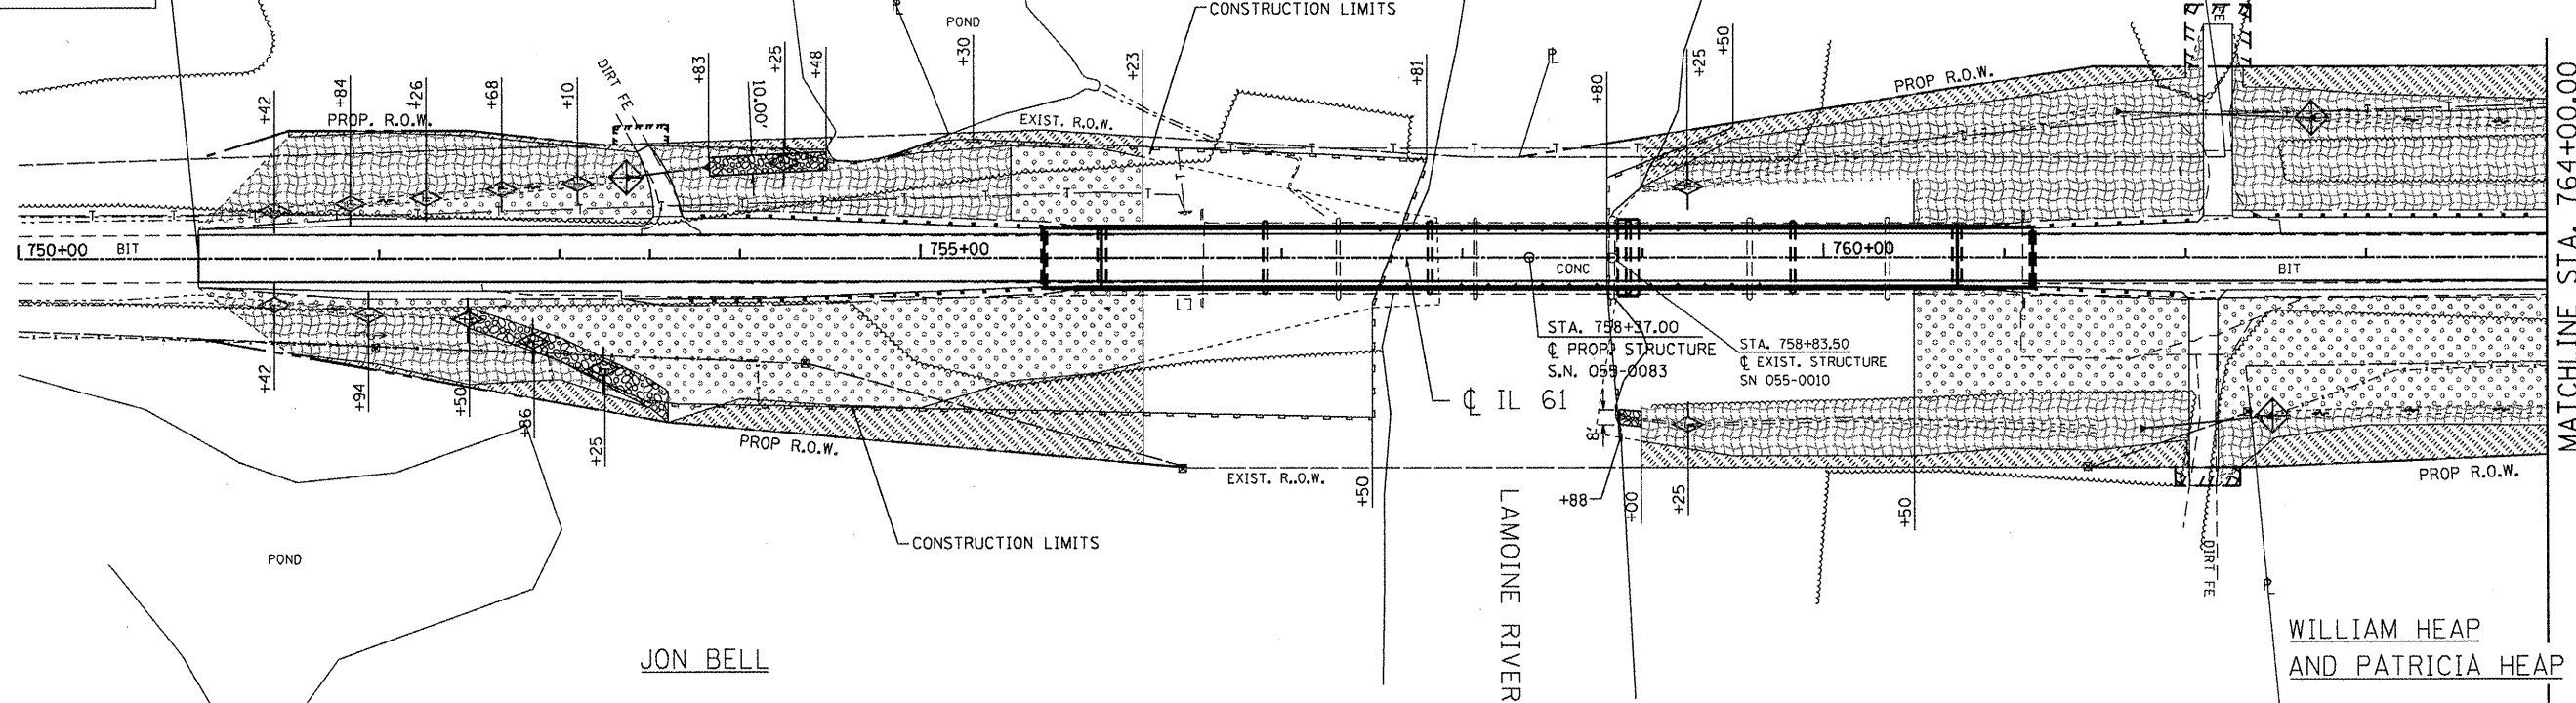 CONSTRUCTION LIMITS
POND
+30
+23
+83
+25
+48
10.00'
DIRT FE
+42
+84
+26
+68
+10
PROP. R.O.W.
EXIST. R.O.W.
+81
+80
+25
+50
PROP R.O.W.
FE
750+00
BIT
755+00
CONC
760+00
BIT
STA. 758+37.00
℄ PROP. STRUCTURE
S.N. 055-0083
STA. 758+83.50
℄ EXIST. STRUCTURE
SN 055-0010
℄ IL 61
+42
+94
+50
+86
+25
PROP R.O.W.
EXIST. R..O.W.
+50
8'
+88
+00
+25
+50
PROP R.O.W.
CONSTRUCTION LIMITS
POND
LAMOINE RIVER
DIRT FE
JON BELL
WILLIAM HEAP
AND PATRICIA HEAP
MATCHLINE STA. 764+00.00